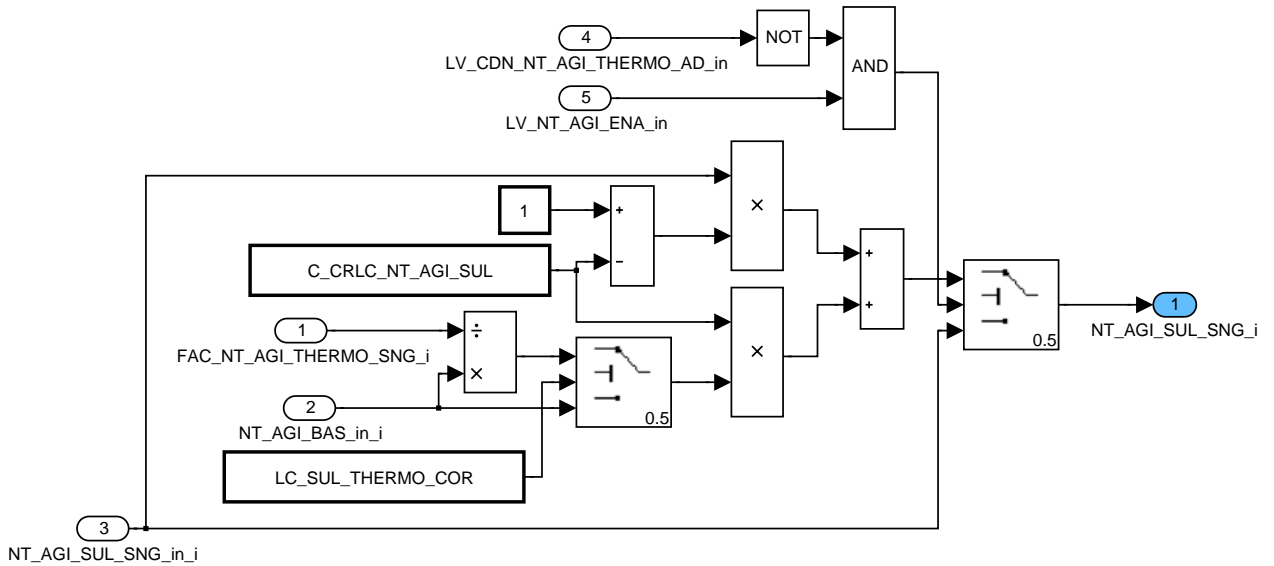 4
NOT
LV_CDN_NT_AGI_THERMO_AD_in
AND
5
LV_NT_AGI_ENA_in
×
1
+
−
C_CRLC_NT_AGI_SUL
+
+
1
÷
FAC_NT_AGI_THERMO_SNG_i
×
1
NT_AGI_SUL_SNG_i
0.5
×
2
NT_AGI_BAS_in_i
0.5
LC_SUL_THERMO_COR
3
NT_AGI_SUL_SNG_in_i